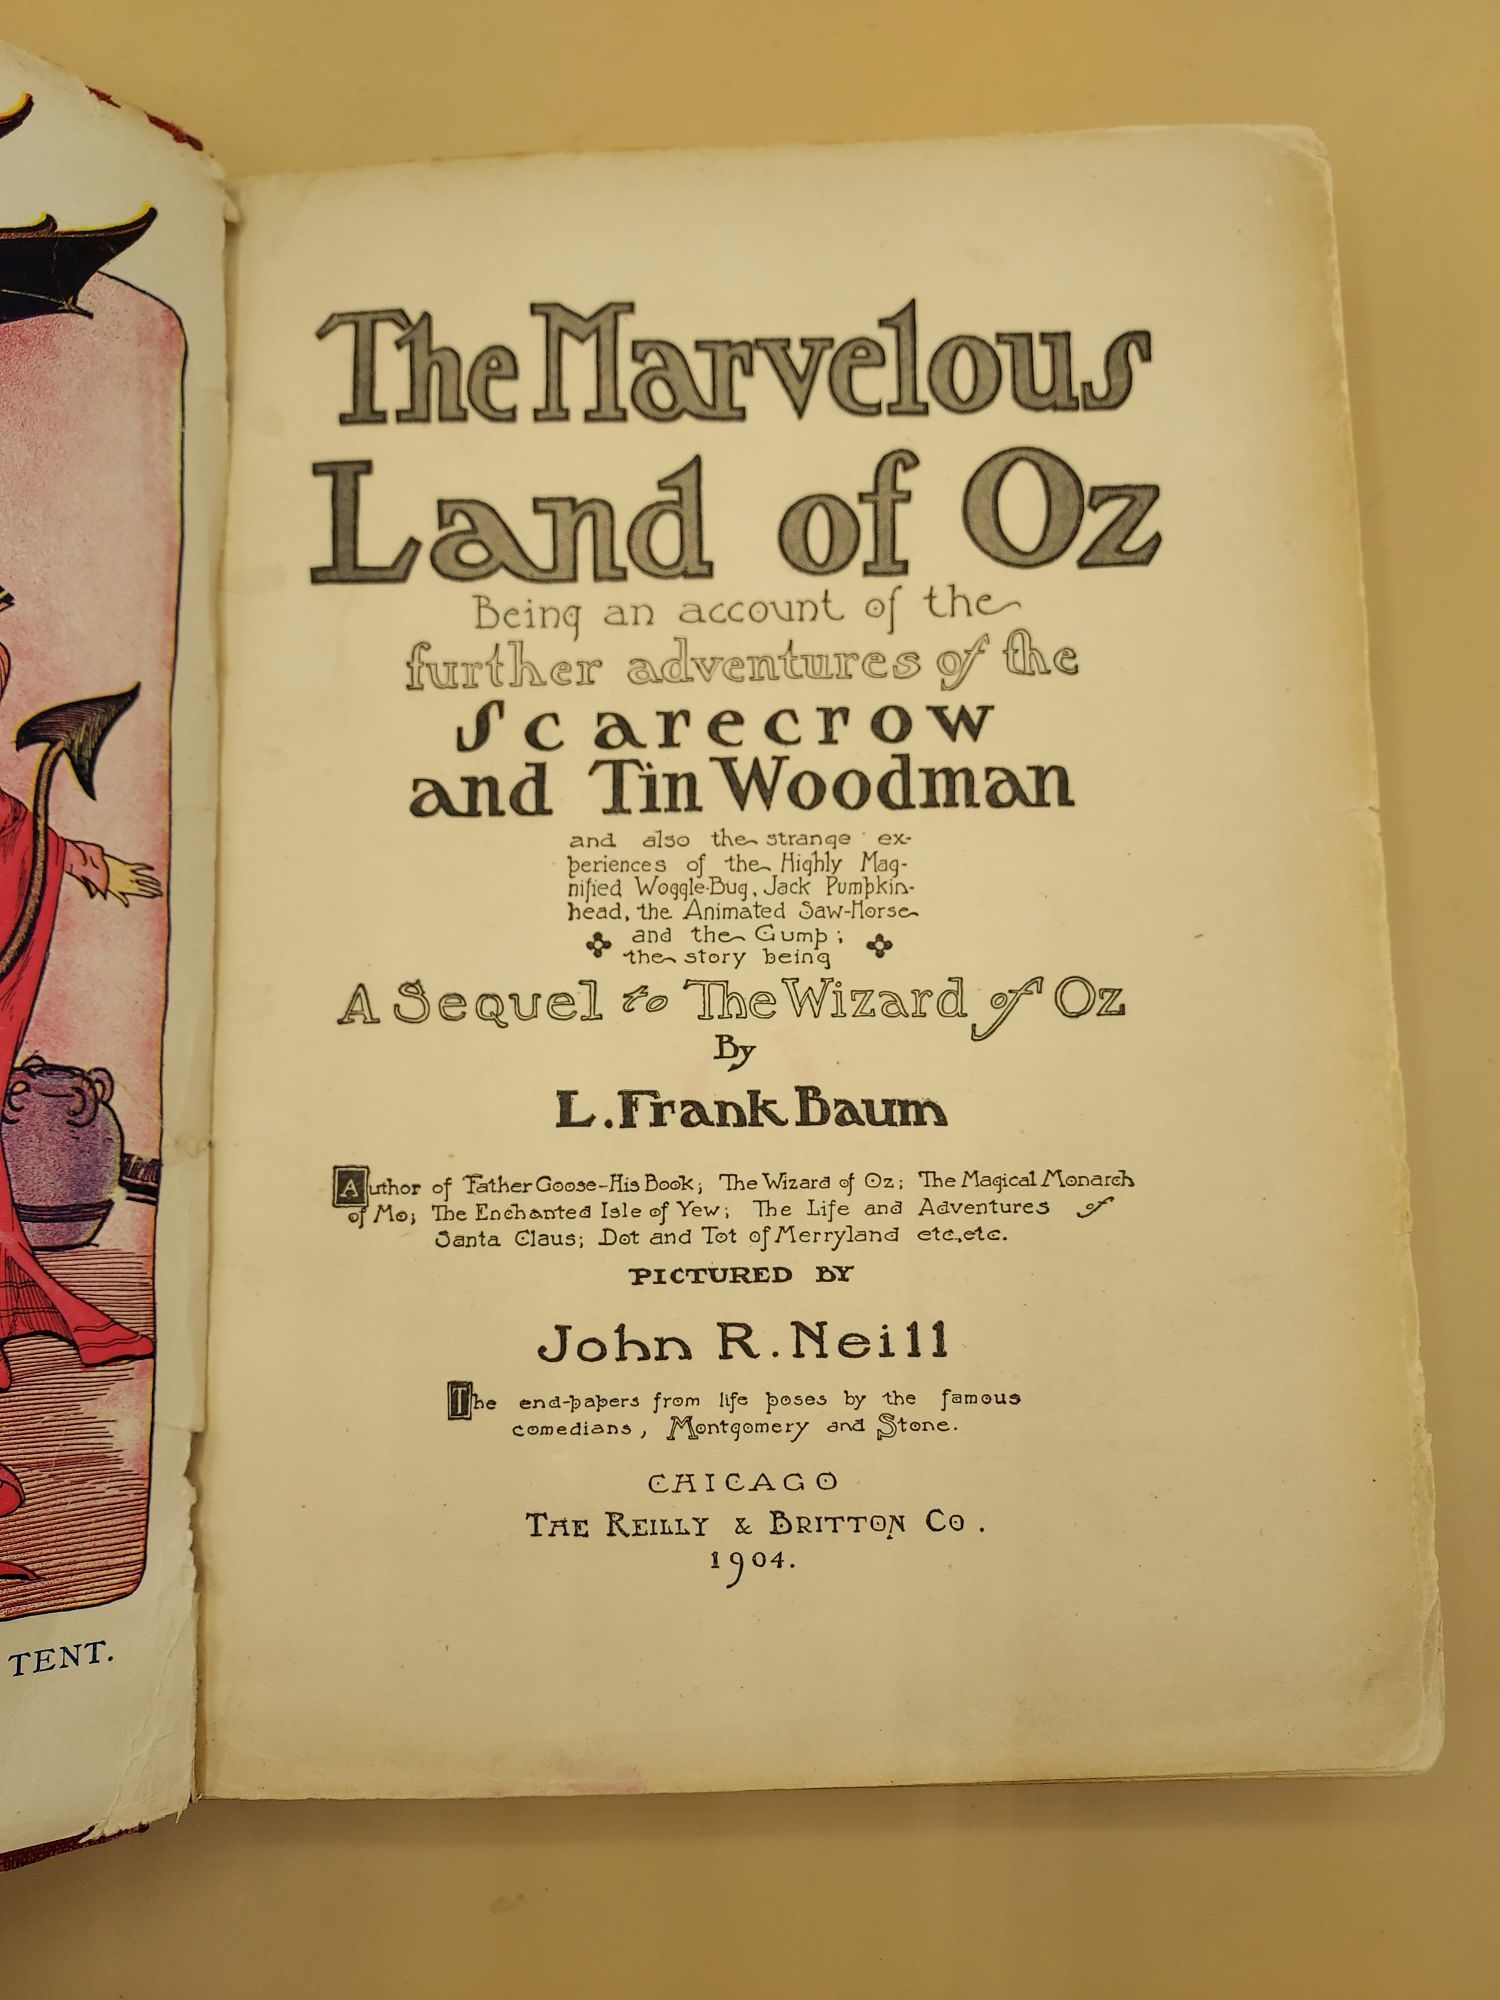 TENT.
The Marvelous
Land of Oz
Being an account of the
further adventures of the
Scarecrow
and Tin Woodman
and also the strange ex-
periences of the Highly Mag-
nified Woggle-Bug, Jack Pumpkin-
head, the Animated Saw-Horse
and the Gump;
the story being
A Sequel to The Wizard of Oz
By
L. Frank Baum
Author of Father Goose-His Book; The Wizard of Oz; The Magical Monarch
of Mo; The Enchanted Isle of Yew; The Life and Adventures of
Santa Claus; Dot and Tot of Merryland etc., etc.
PICTURED BY
John R. Neill
The end-papers from life poses by the famous
comedians, Montgomery and Stone.
CHICAGO
THE REILLY & BRITTON CO.
1904.